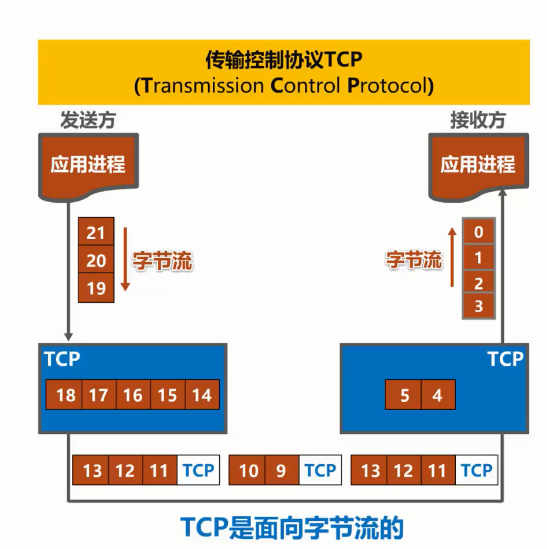 传输控制协议TCP
(Transmission Control Protocol)
发送方
接收方
应用进程
应用进程
21
20
19
字节流
字节流
0
1
2
3
TCP
18 17 16 15 14
TCP
5 4
13 12 11 TCP
10 9 TCP
13 12 11 TCP
TCP是面向字节流的